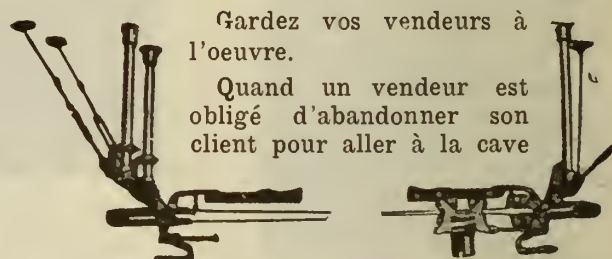 Gardez vos vendeurs à
l'oeuvre.
Quand un vendeur est
obligé d'abandonner son
client pour aller à la cave